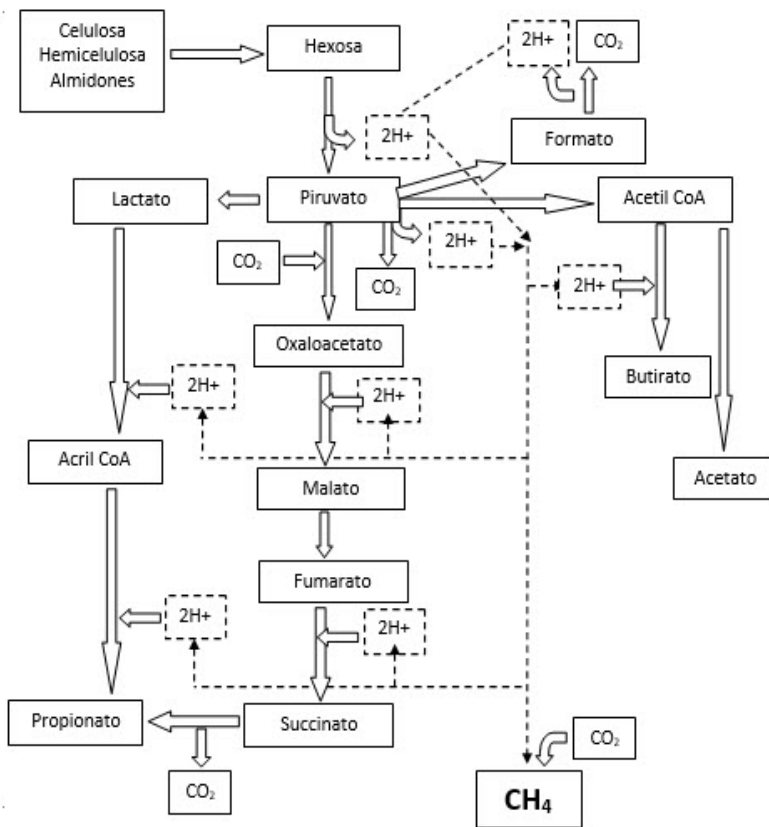 Celulosa
Hemicelulosa
Almidones
Hexosa
2H+
CO₂
2H+
Formato
Lactato
Piruvato
Acetil CoA
CO₂
CO₂
2H+
2H+
Oxaloacetato
Butirato
2H+
2H+
Acril CoA
Malato
Acetato
Fumarato
2H+
2H+
Propionato
Succinato
CO₂
CO₂
CH₄